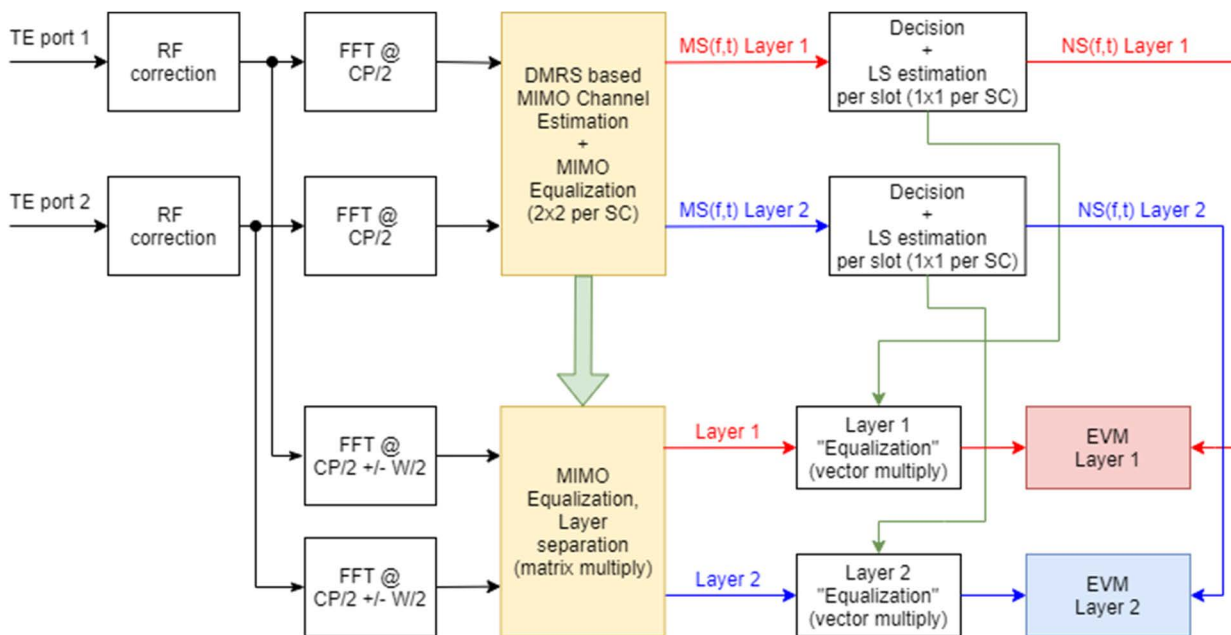 TE port 1
RF
correction
FFT @
CP/2
DMRS based
MIMO Channel
Estimation
+
MIMO
Equalization
(2x2 per SC)
MS(f,t) Layer 1
Decision
+
LS estimation
per slot (1x1 per SC)
NS(f,t) Layer 1
TE port 2
RF
correction
FFT @
CP/2
MS(f,t) Layer 2
Decision
+
LS estimation
per slot (1x1 per SC)
NS(f,t) Layer 2
FFT @
CP/2 +/- W/2
MIMO
Equalization,
Layer
separation
(matrix multiply)
Layer 1
Layer 1
"Equalization"
(vector multiply)
EVM
Layer 1
FFT @
CP/2 +/- W/2
Layer 2
Layer 2
"Equalization"
(vector multiply)
EVM
Layer 2